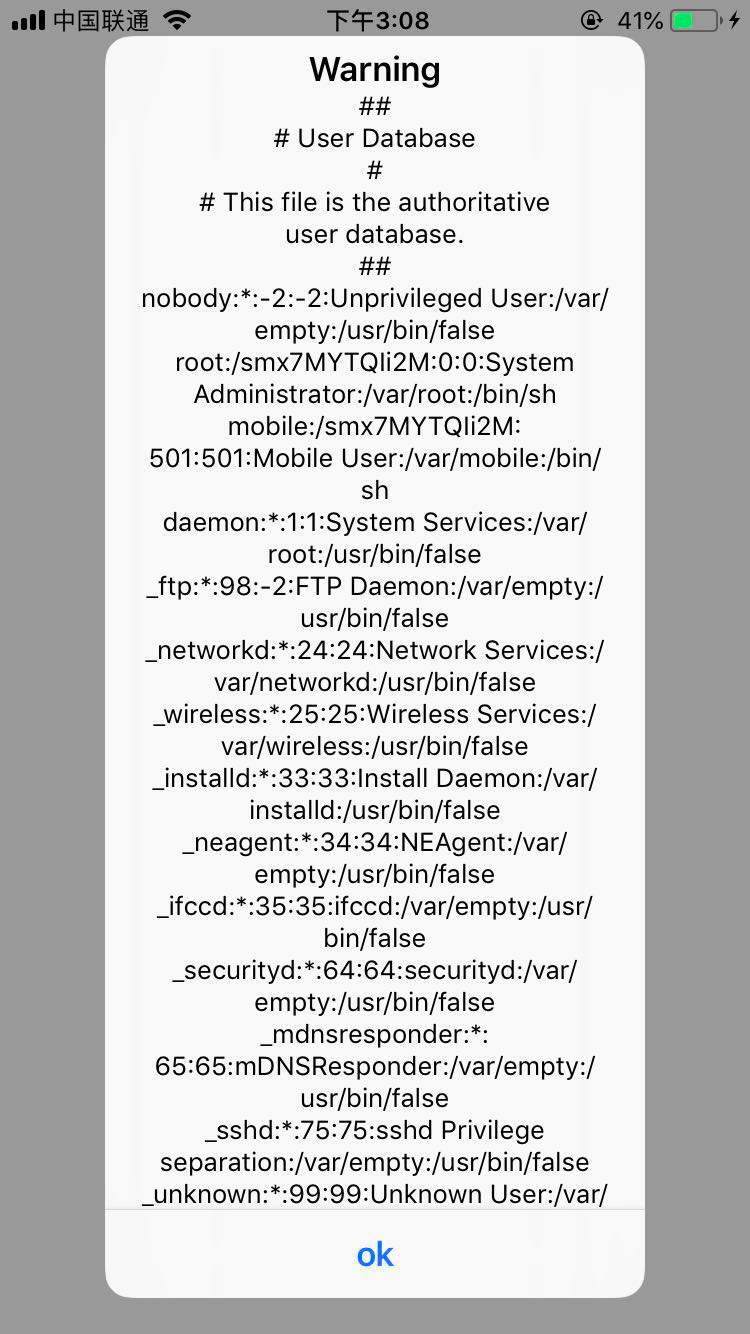 中国联通 下午3:08 41%
Warning
##
# User Database
#
# This file is the authoritative
user database.
##
nobody:*:-2:-2:Unprivileged User:/var/
empty:/usr/bin/false
root:/smx7MYTQIi2M:0:0:System
Administrator:/var/root:/bin/sh
mobile:/smx7MYTQIi2M:
501:501:Mobile User:/var/mobile:/bin/
sh
daemon:*:1:1:System Services:/var/
root:/usr/bin/false
_ftp:*:98:-2:FTP Daemon:/var/empty:/
usr/bin/false
_networkd:*:24:24:Network Services:/
var/networkd:/usr/bin/false
_wireless:*:25:25:Wireless Services:/
var/wireless:/usr/bin/false
_installd:*:33:33:Install Daemon:/var/
installd:/usr/bin/false
_neagent:*:34:34:NEAgent:/var/
empty:/usr/bin/false
_ifccd:*:35:35:ifccd:/var/empty:/usr/
bin/false
_securityd:*:64:64:securityd:/var/
empty:/usr/bin/false
_mdnsresponder:*:
65:65:mDNSResponder:/var/empty:/
usr/bin/false
_sshd:*:75:75:sshd Privilege
separation:/var/empty:/usr/bin/false
_unknown:*:99:99:Unknown User:/var/
ok